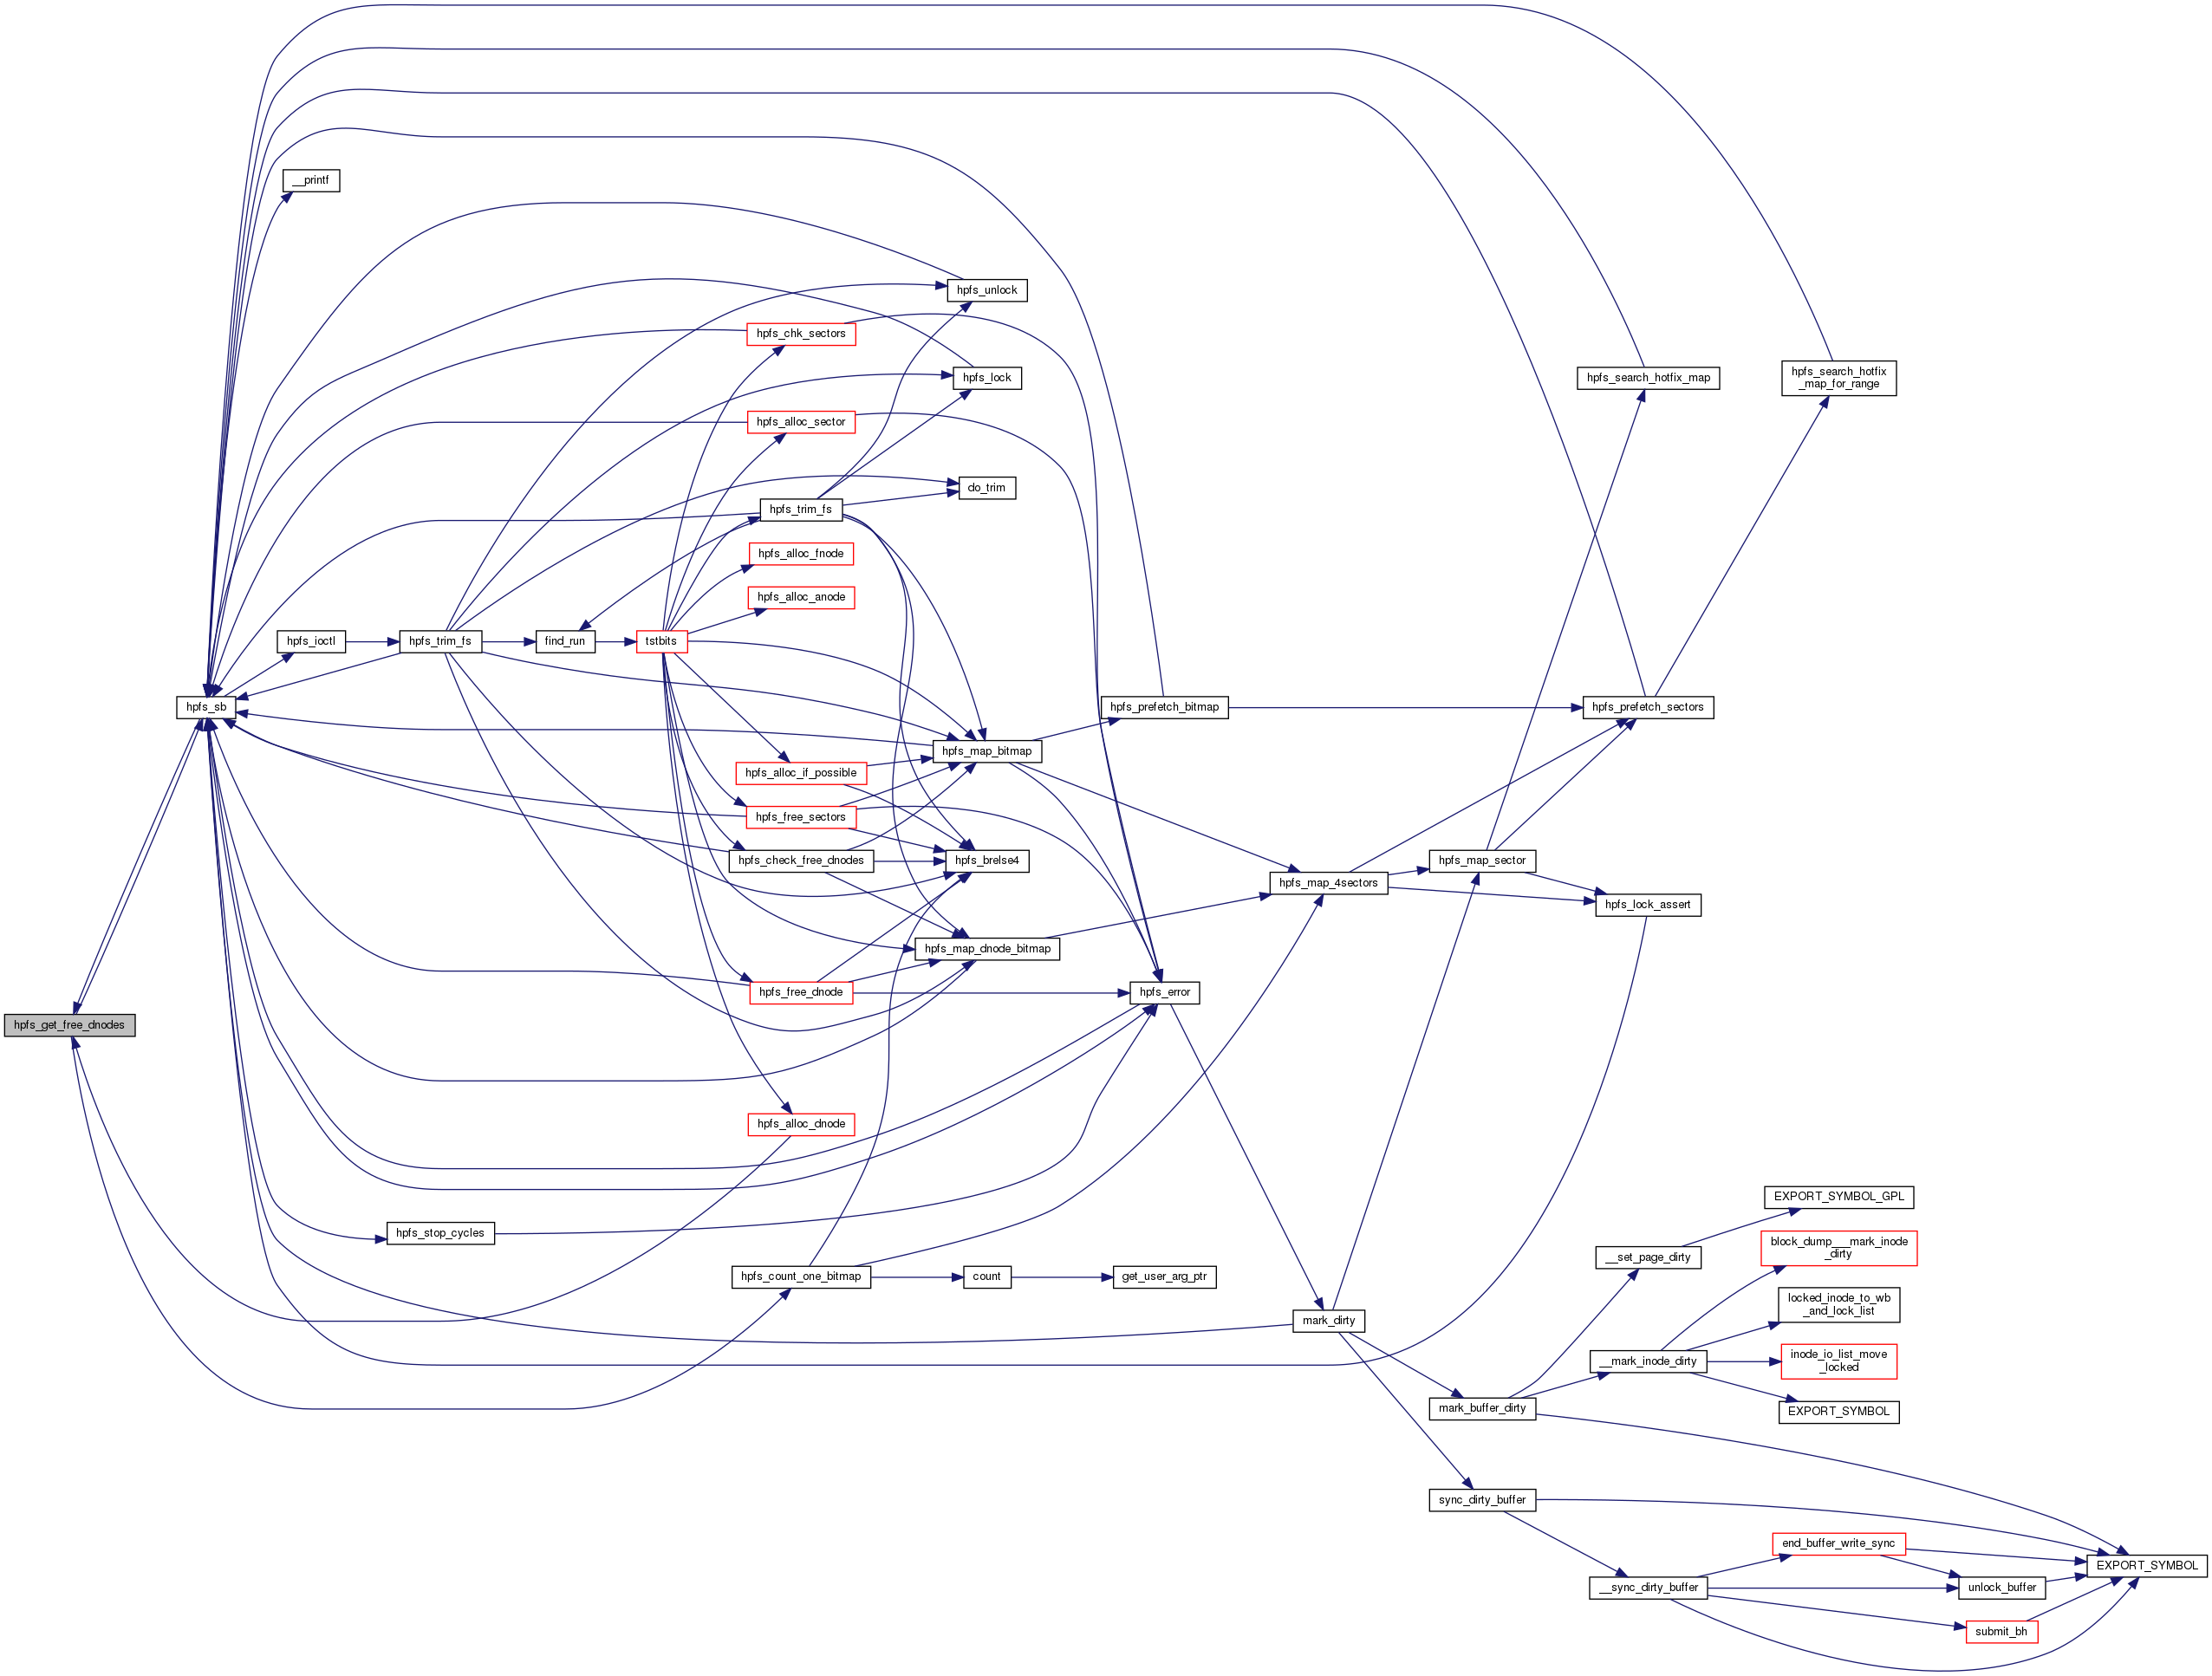 __printf
hpfs_unlock
hpfs_chk_sectors
hpfs_lock
hpfs_search_hotfix_map
hpfs_search_hotfix
_map_for_range
hpfs_alloc_sector
do_trim
hpfs_trim_fs
hpfs_alloc_fnode
hpfs_alloc_anode
hpfs_ioctl
hpfs_trim_fs
find_run
tstbits
hpfs_sb
hpfs_prefetch_bitmap
hpfs_prefetch_sectors
hpfs_map_bitmap
hpfs_alloc_if_possible
hpfs_free_sectors
hpfs_check_free_dnodes
hpfs_brelse4
hpfs_map_sector
hpfs_map_4sectors
hpfs_lock_assert
hpfs_map_dnode_bitmap
hpfs_free_dnode
hpfs_error
hpfs_get_free_dnodes
hpfs_alloc_dnode
EXPORT_SYMBOL_GPL
hpfs_stop_cycles
block_dump___mark_inode
_dirty
__set_page_dirty
hpfs_count_one_bitmap
count
get_user_arg_ptr
locked_inode_to_wb
_and_lock_list
mark_dirty
__mark_inode_dirty
inode_io_list_move
_locked
mark_buffer_dirty
EXPORT_SYMBOL
sync_dirty_buffer
end_buffer_write_sync
EXPORT_SYMBOL
__sync_dirty_buffer
unlock_buffer
submit_bh